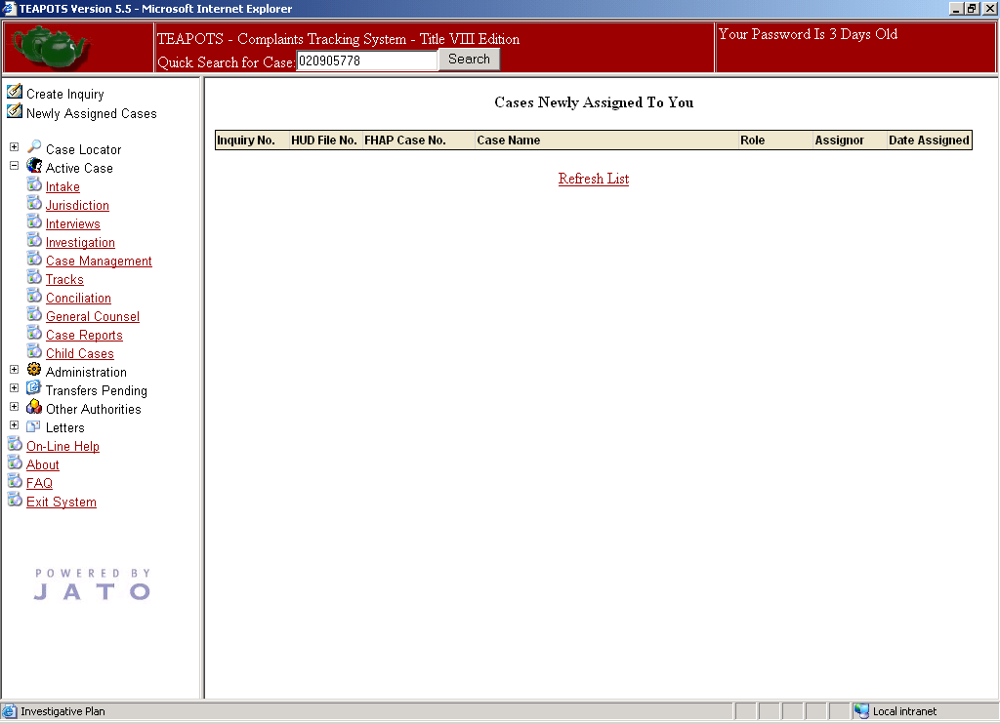 TEAPOTS Version 5.5 - Microsoft Internet Explorer
TEAPOTS - Complaints Tracking System - Title VIII Edition
Quick Search for Case: 020905778 Search
Your Password Is 3 Days Old
Create Inquiry
Newly Assigned Cases
Case Locator
Active Case
Intake
Jurisdiction
Interviews
Investigation
Case Management
Tracks
Conciliation
General Counsel
Case Reports
Child Cases
Administration
Transfers Pending
Other Authorities
Letters
On-Line Help
About
FAQ
Exit System
POWERED BY
JATO
Cases Newly Assigned To You
Inquiry No. HUD File No. FHAP Case No. Case Name Role Assignor Date Assigned
Refresh List
Investigative Plan
Local intranet